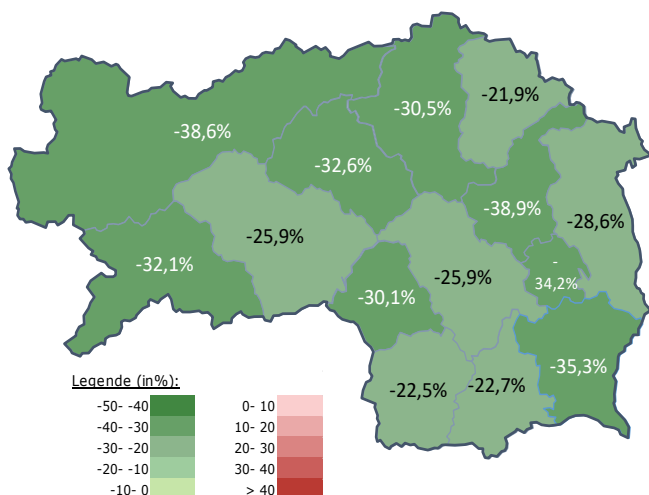 -21,9%
-30,5%
-38,6%
-32,6%
-38,9%
-28,6%
-25,9%
-32,1%
-25,9%
-
34,2%
-30,1%
-35,3%
-22,5%
-22,7%
Legende (in%):
-50- -40 0- 10
-40- -30 10- 20
-30- -20 20- 30
-20- -10 30- 40
-10- 0 > 40